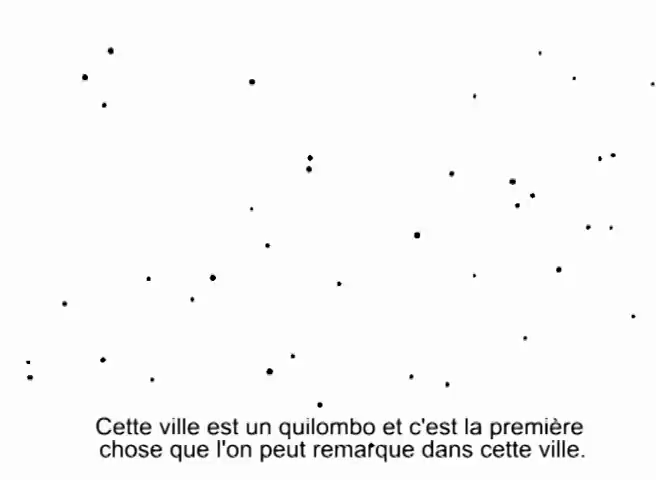 Cette ville est un quilombo et c'est la première
chose que l'on peut remarque dans cette ville.